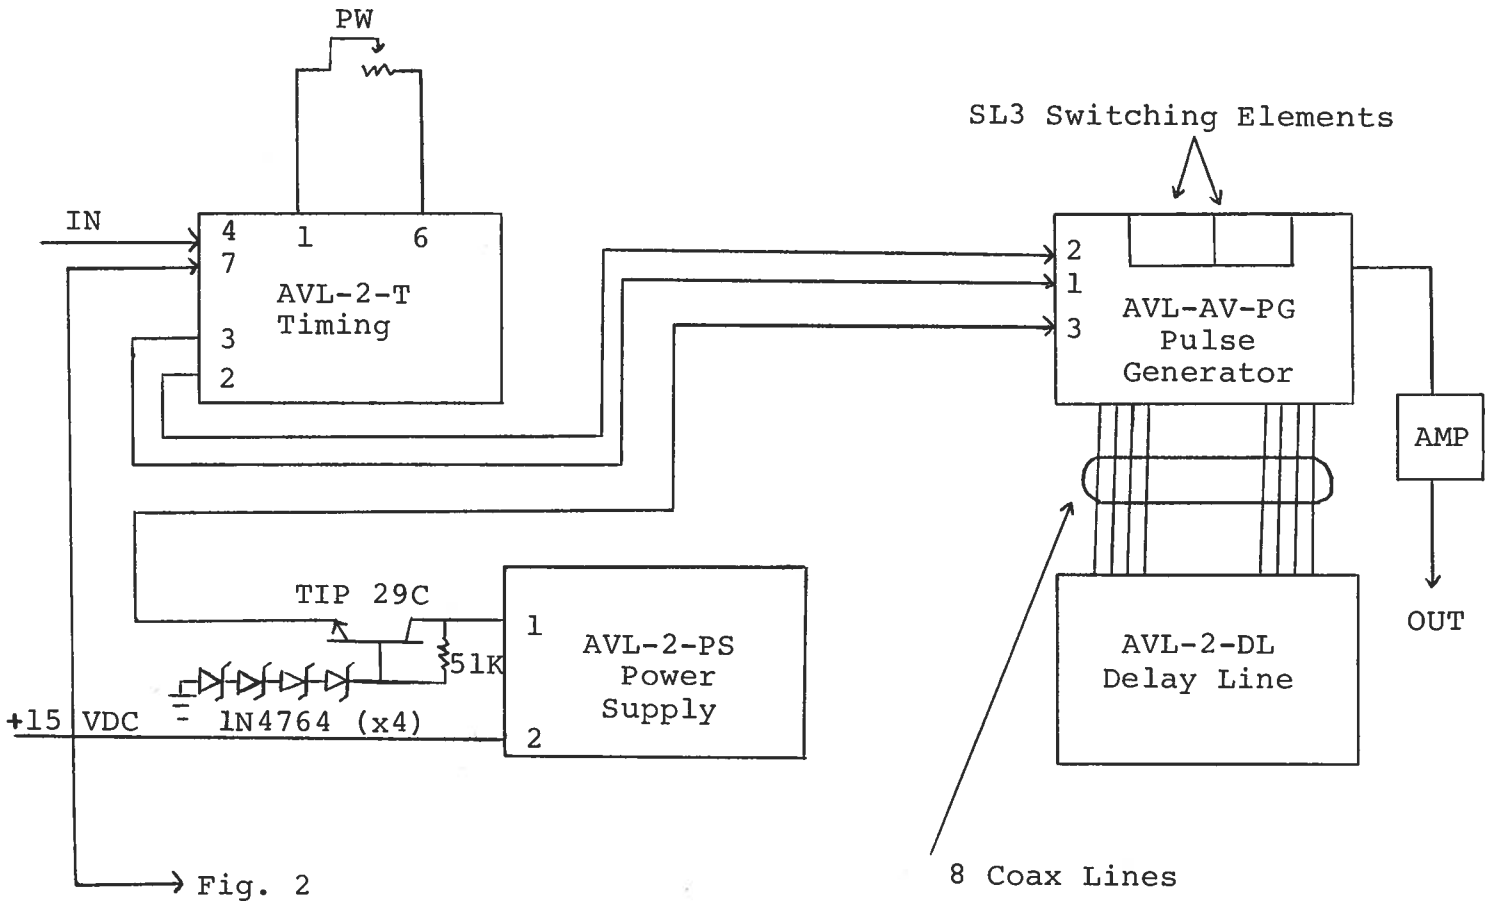 PW
SL3 Switching Elements
IN
4
1
6
7
AVL-2-T
Timing
3
2
2
1
3
AVL-AV-PG
Pulse
Generator
AMP
OUT
TIP 29C
51K
1
AVL-2-PS
Power
Supply
2
AVL-2-DL
Delay Line
+15 VDC
1N4764 (x4)
8 Coax Lines
Fig. 2